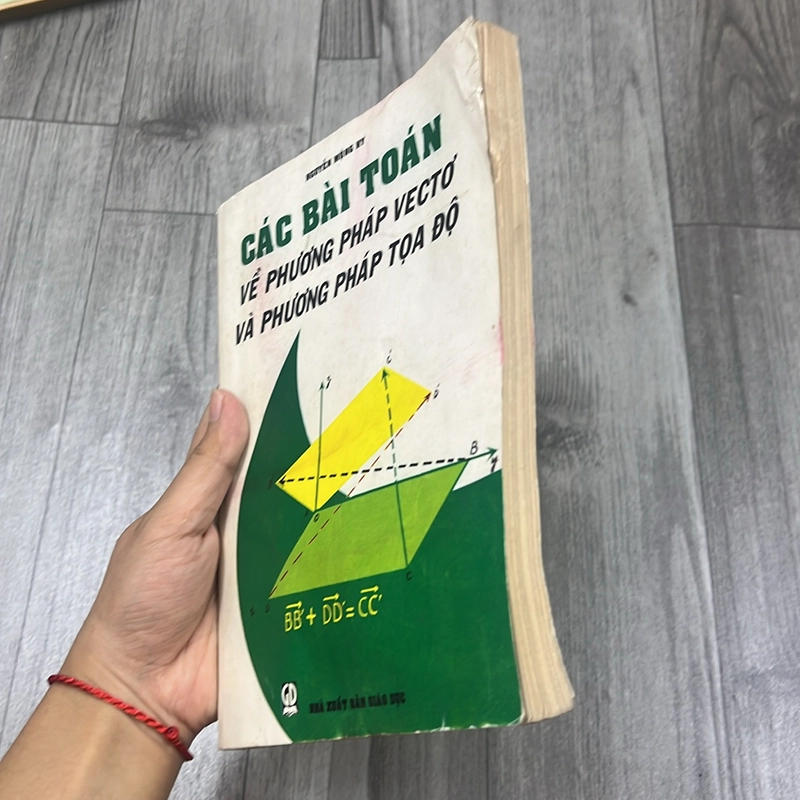 NGUYỄN MỘNG HY
CÁC BÀI TOÁN
VỀ PHƯƠNG PHÁP VECTƠ
VÀ PHƯƠNG PHÁP TỌA ĐỘ
C'
D'
B
O
C
BB' + DD' = CC'
NHÀ XUẤT BẢN GIÁO DỤC